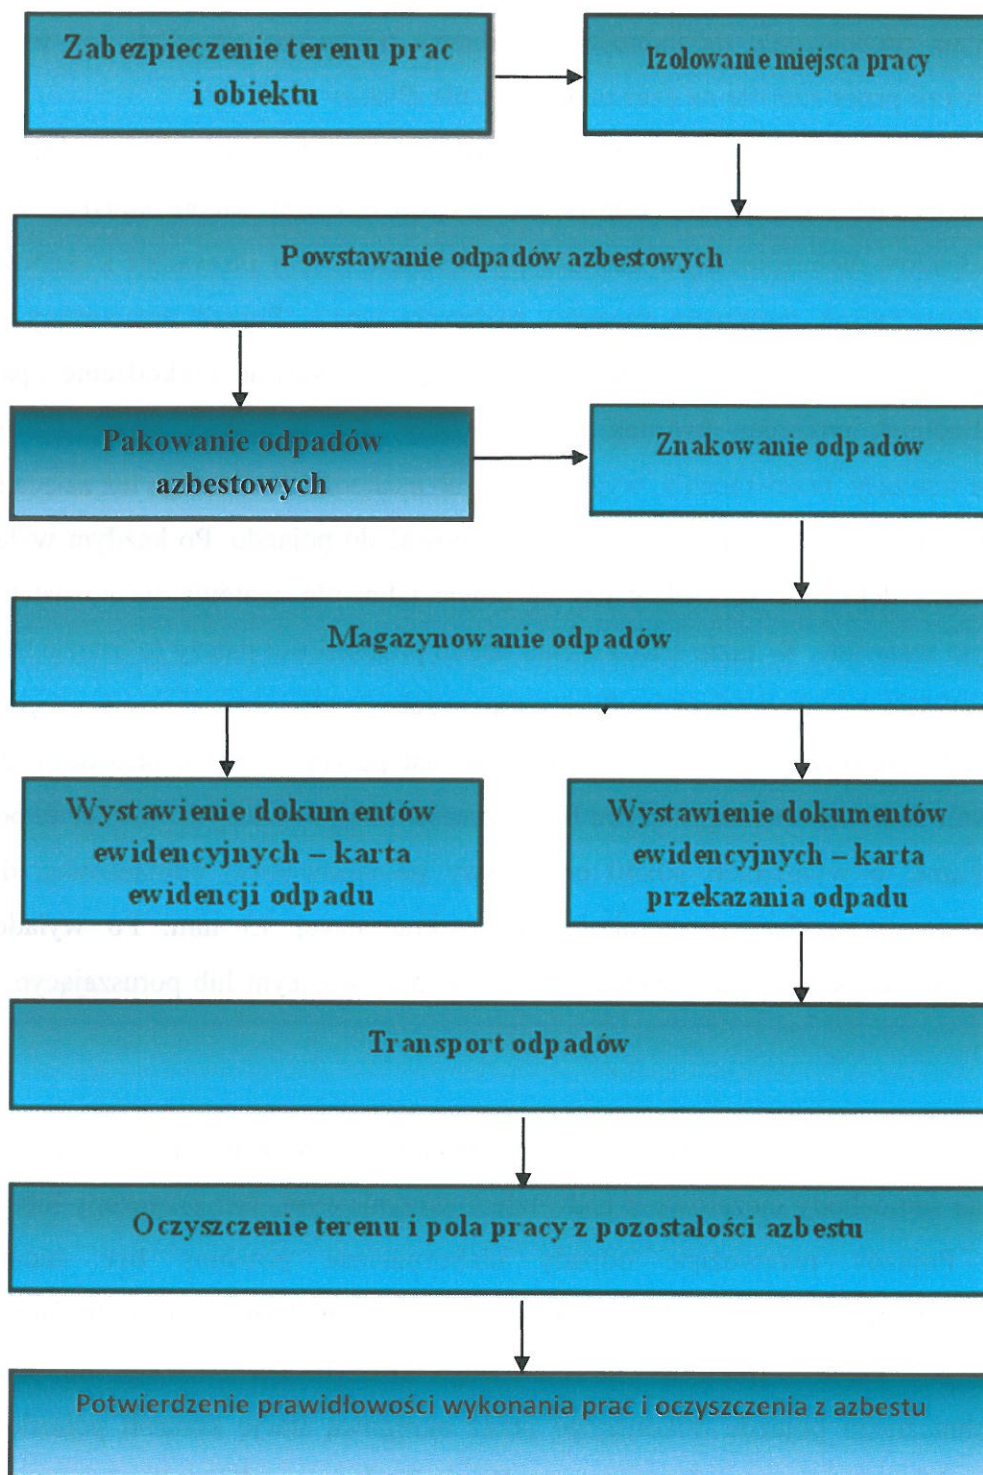 Zabezpieczenie terenu prac
i obiektu
Izolowanie miejsca pracy
Powstawanie odpadów azbestowych
Pakowanie odpadów
azbestowych
Znakowanie odpadów
Magazynowanie odpadów
Wystawienie dokumentów
ewidencyjnych – karta
ewidencji odpadu
Wystawienie dokumentów
ewidencyjnych – karta
przekazania odpadu
Transport odpadów
Oczyszczenie terenu i pola pracy z pozostałości azbestu
Potwierdzenie prawidłowości wykonania prac i oczyszczenia z azbestu